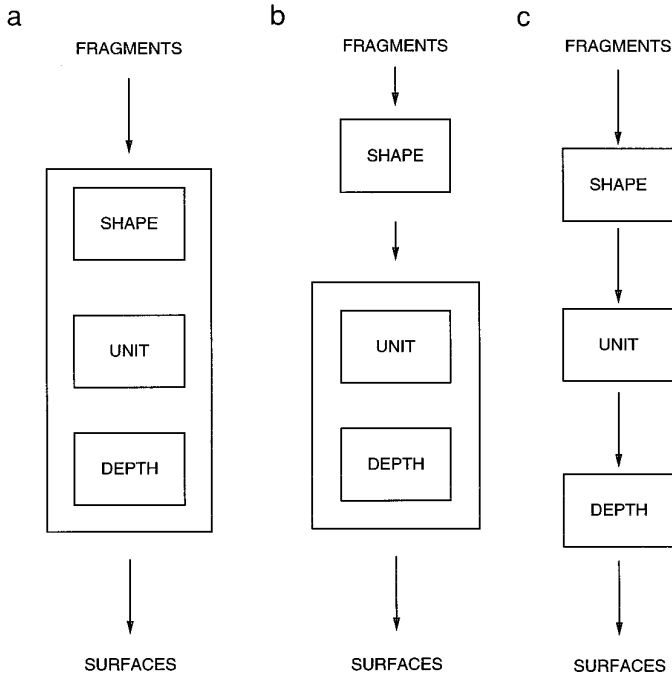 a
FRAGMENTS
SHAPE
UNIT
DEPTH
SURFACES
b
FRAGMENTS
SHAPE
UNIT
DEPTH
SURFACES
c
FRAGMENTS
SHAPE
UNIT
DEPTH
SURFACES